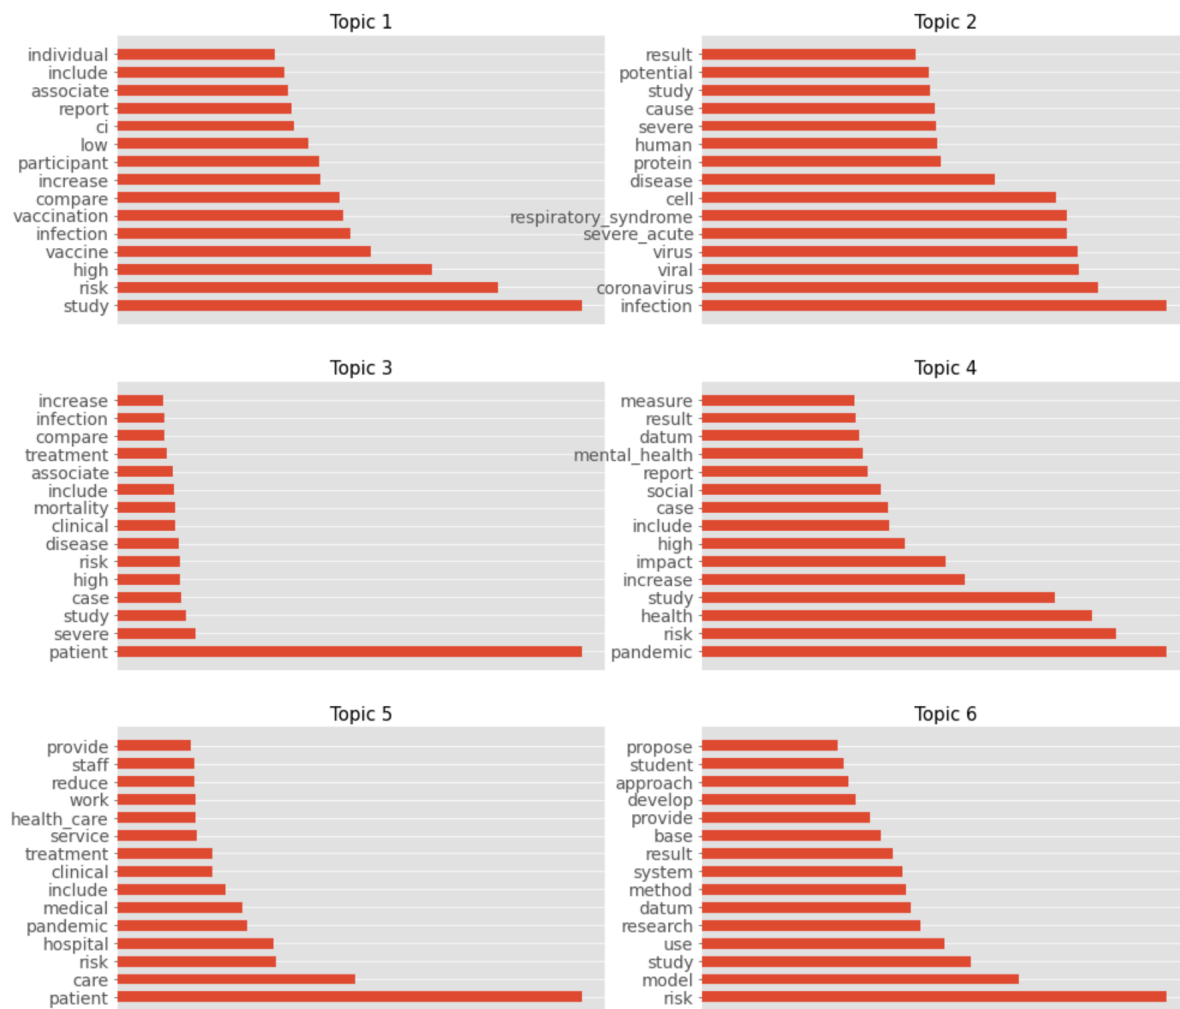 Topic 1
individual
include
associate
report
ci
low
participant
increase
compare
vaccination
infection
vaccine
high
risk
study
Topic 2
result
potential
study
cause
severe
human
protein
disease
cell
respiratory_syndrome
severe_acute
virus
viral
coronavirus
infection
Topic 3
increase
infection
compare
treatment
associate
include
mortality
clinical
disease
risk
high
case
study
severe
patient
Topic 4
measure
result
datum
mental_health
report
social
case
include
high
impact
increase
study
health
risk
pandemic
Topic 5
provide
staff
reduce
work
health_care
service
treatment
clinical
include
medical
pandemic
hospital
risk
care
patient
Topic 6
propose
student
approach
develop
provide
base
result
system
method
datum
research
use
study
model
risk